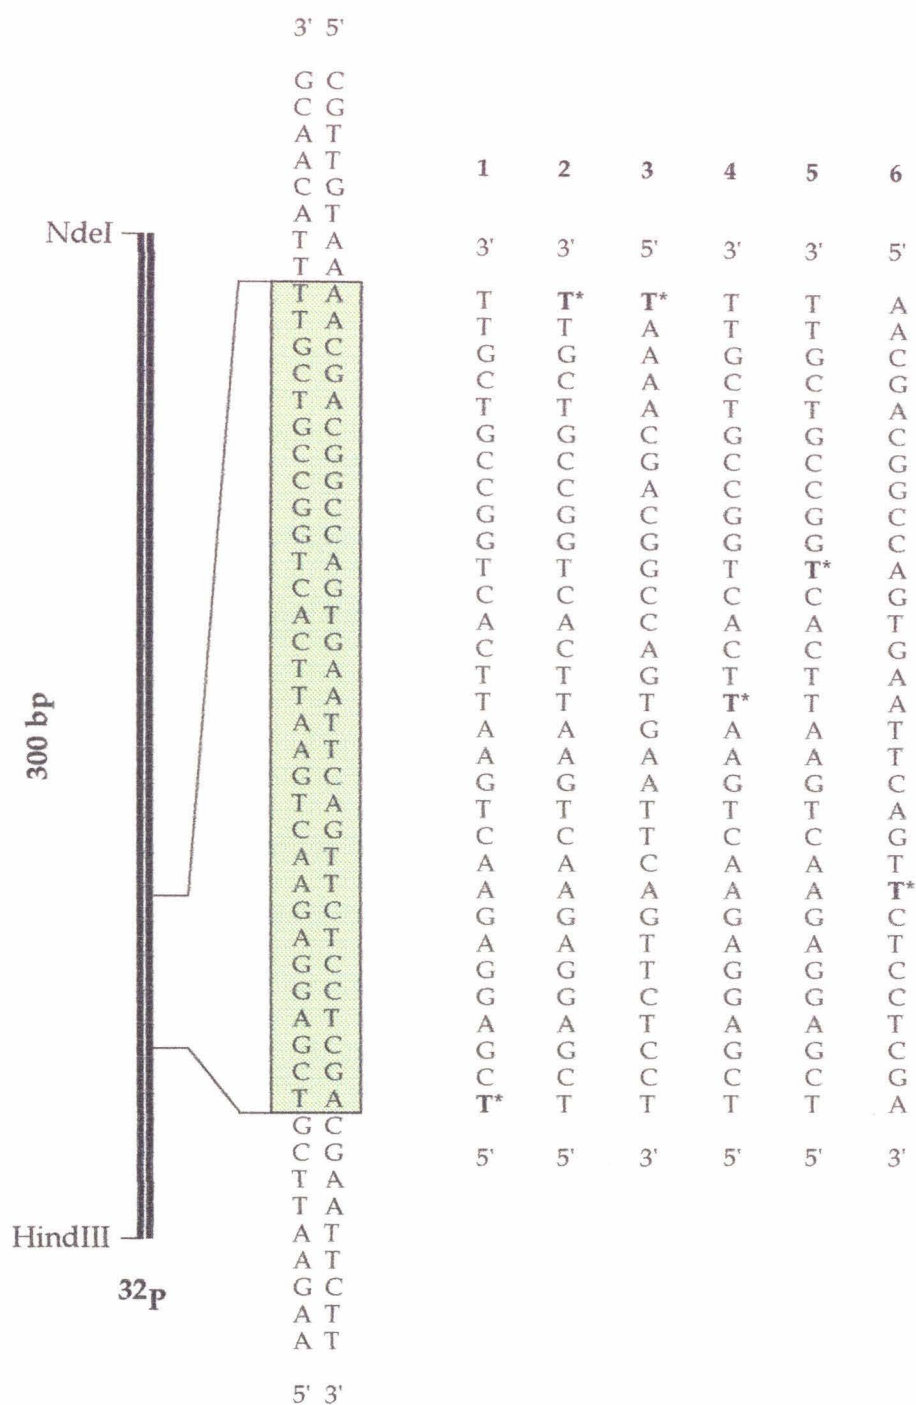 3' 5'
G C
C G
A T
A T
C G
A T
T A
T A
T A
T A
G C
C G
T A
G C
C G
C G
G C
G C
T A
C G
A T
C G
T A
T A
A T
A T
G C
T A
C G
A T
A T
G C
A T
G C
G C
A T
G C
C G
T A
G C
C G
T A
T A
A T
A T
G C
A T
A T
5' 3'
NdeI
300 bp
HindIII
32P
1 2 3 4 5 6
3' 3' 5' 3' 3' 5'
T T* T* T T A
T T A T T A
G G A G G C
C C A C C G
T T A T T A
G G C G G C
C C G C C G
C C A C C G
G G C G G C
G G G G G C
T T G T T* A
C C C C C G
A A C A A T
C C A C C G
T T G T T A
T T T T* T A
A A G A A T
A A A A A T
G G A G G C
T T T T T A
C C T C C G
A A C A A T
A A A A A T*
G G G G G C
A A T A A T
G G T G G C
G G C G G C
A A T A A T
G G C G G C
C C C C C G
T* T T T T A
5' 5' 3' 5' 5' 3'